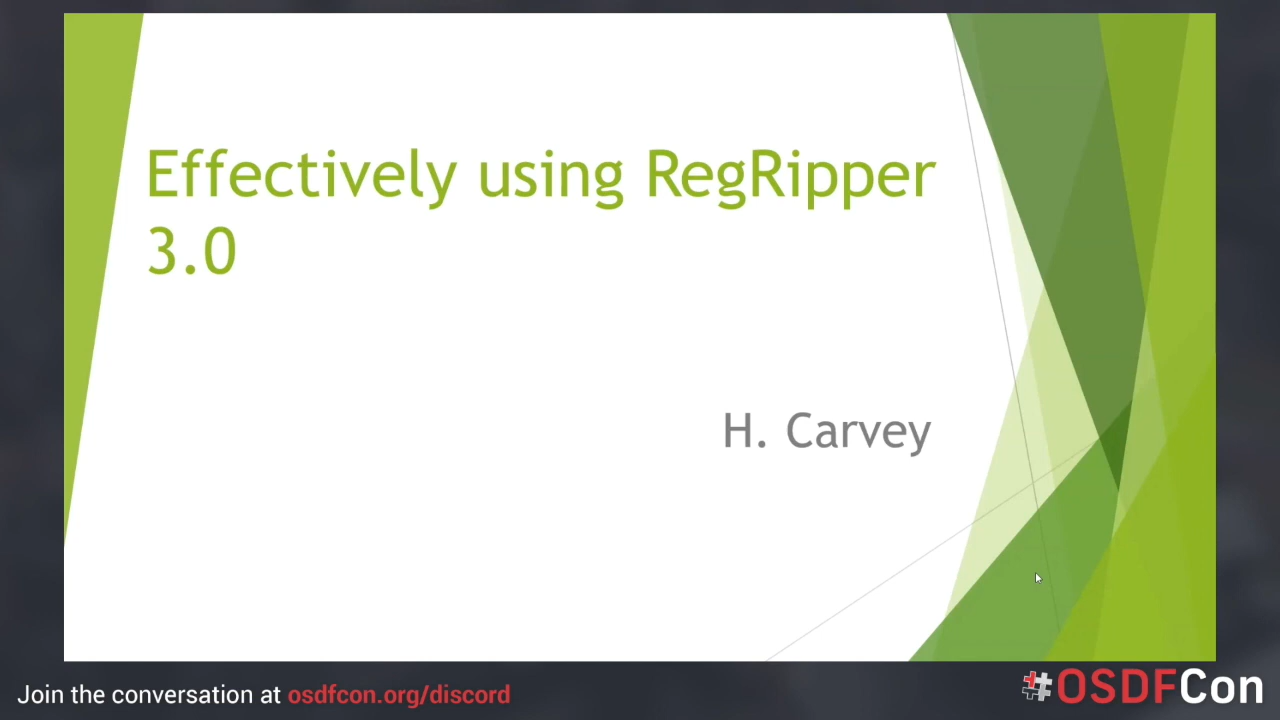 Effectively using RegRipper
3.0
H. Carvey
Join the conversation at osdfcon.org/discord
#OSDFCon